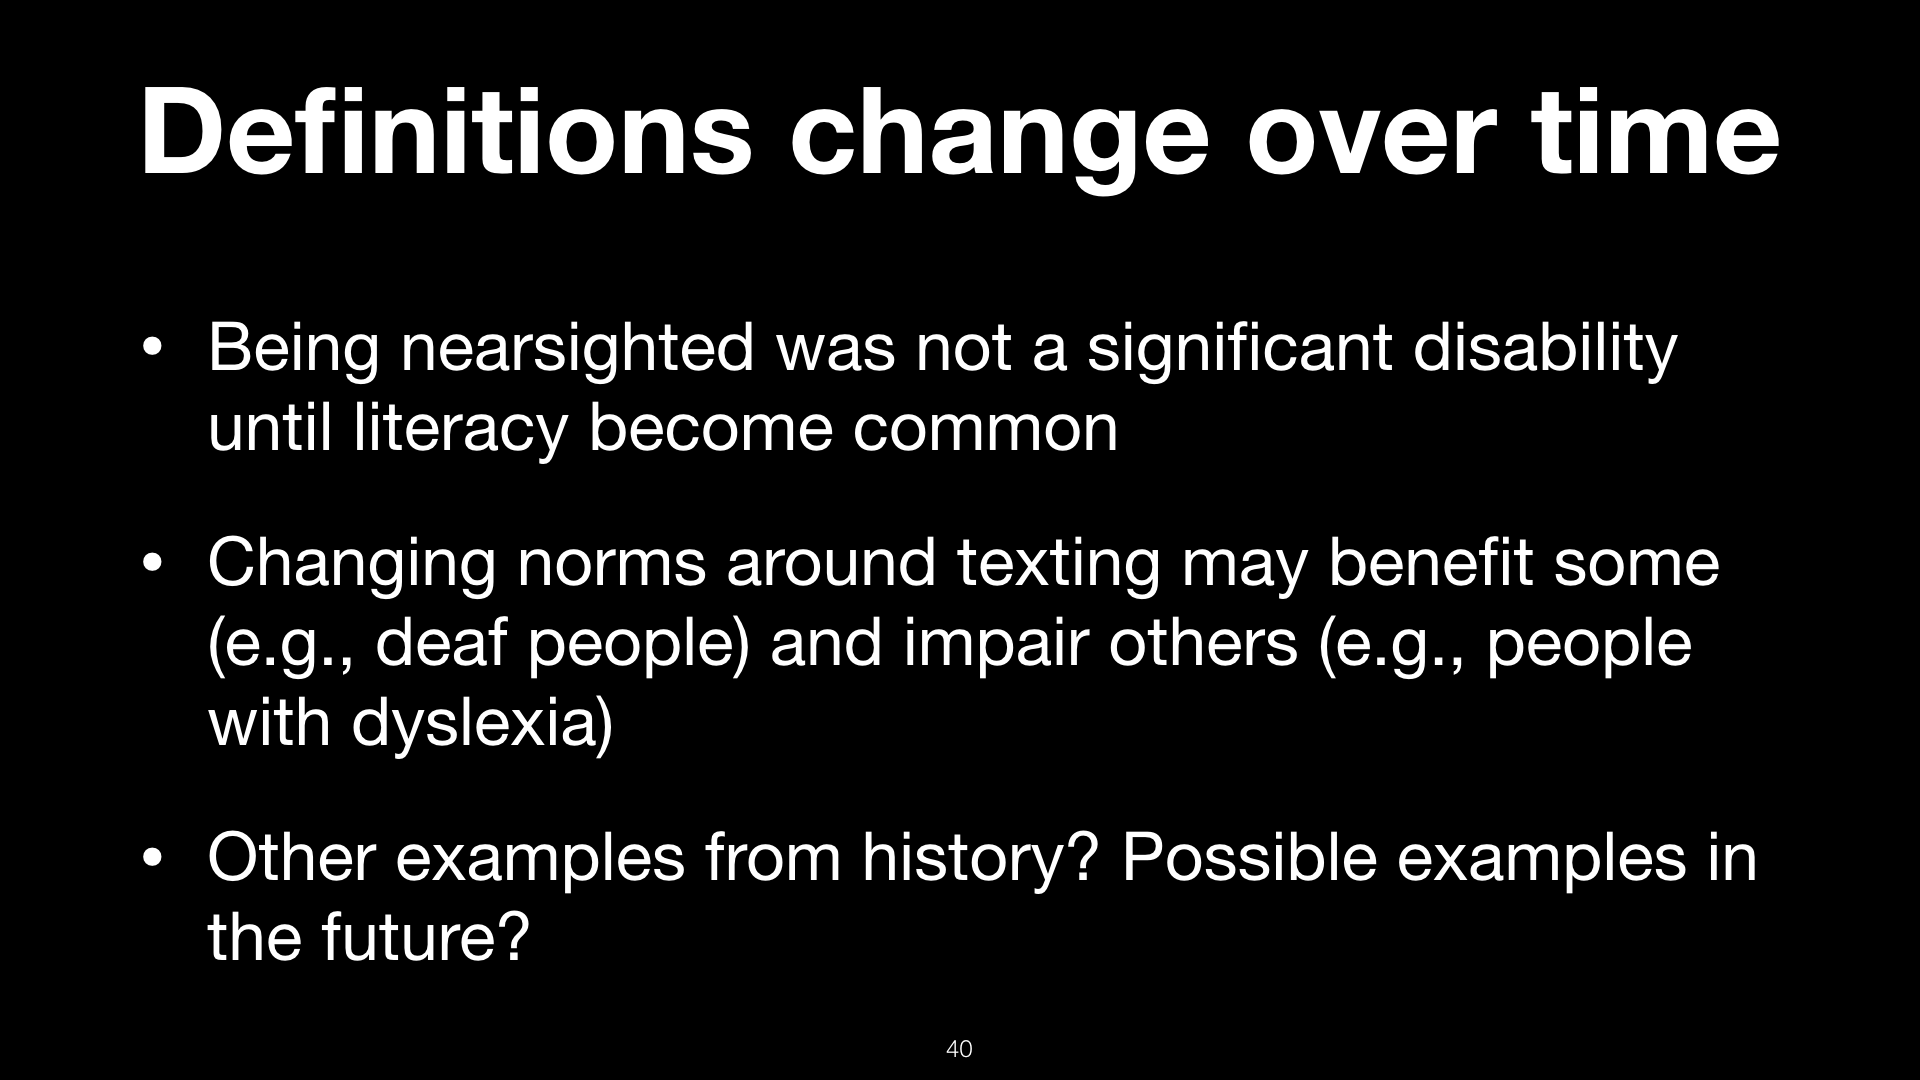 Definitions change over time
• Being nearsighted was not a significant disability
until literacy become common
• Changing norms around texting may benefit some
(e.g., deaf people) and impair others (e.g., people
with dyslexia)
• Other examples from history? Possible examples in
the future?
40